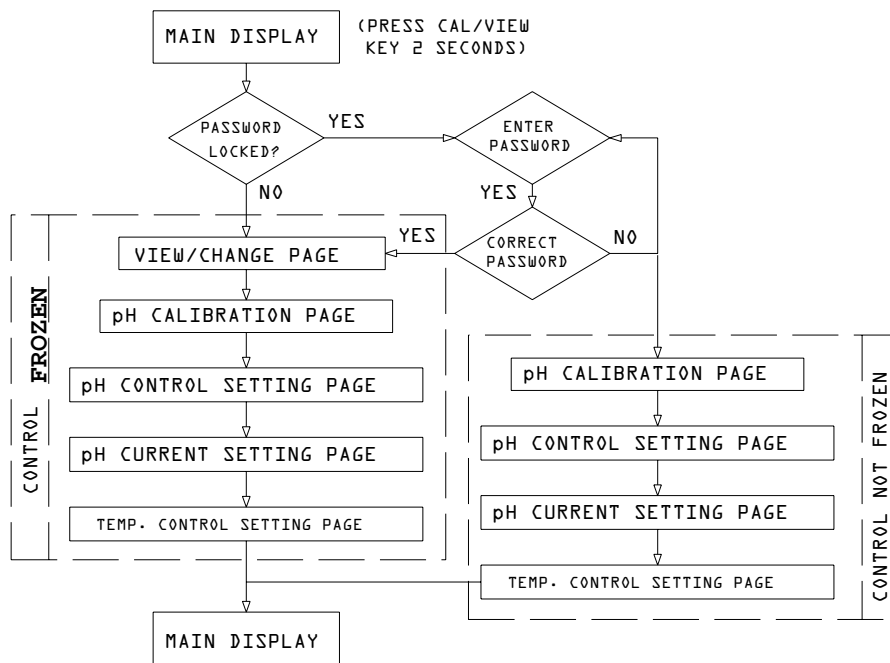 MAIN DISPLAY
(PRESS CAL/VIEW
KEY 2 SECONDS)
PASSWORD
LOCKED?
YES
ENTER
PASSWORD
NO
YES
VIEW/CHANGE PAGE
YES
CORRECT
PASSWORD
NO
pH CALIBRATION PAGE
pH CONTROL SETTING PAGE
pH CURRENT SETTING PAGE
TEMP. CONTROL SETTING PAGE
CONTROL FROZEN
pH CALIBRATION PAGE
pH CONTROL SETTING PAGE
pH CURRENT SETTING PAGE
TEMP. CONTROL SETTING PAGE
CONTROL NOT FROZEN
MAIN DISPLAY